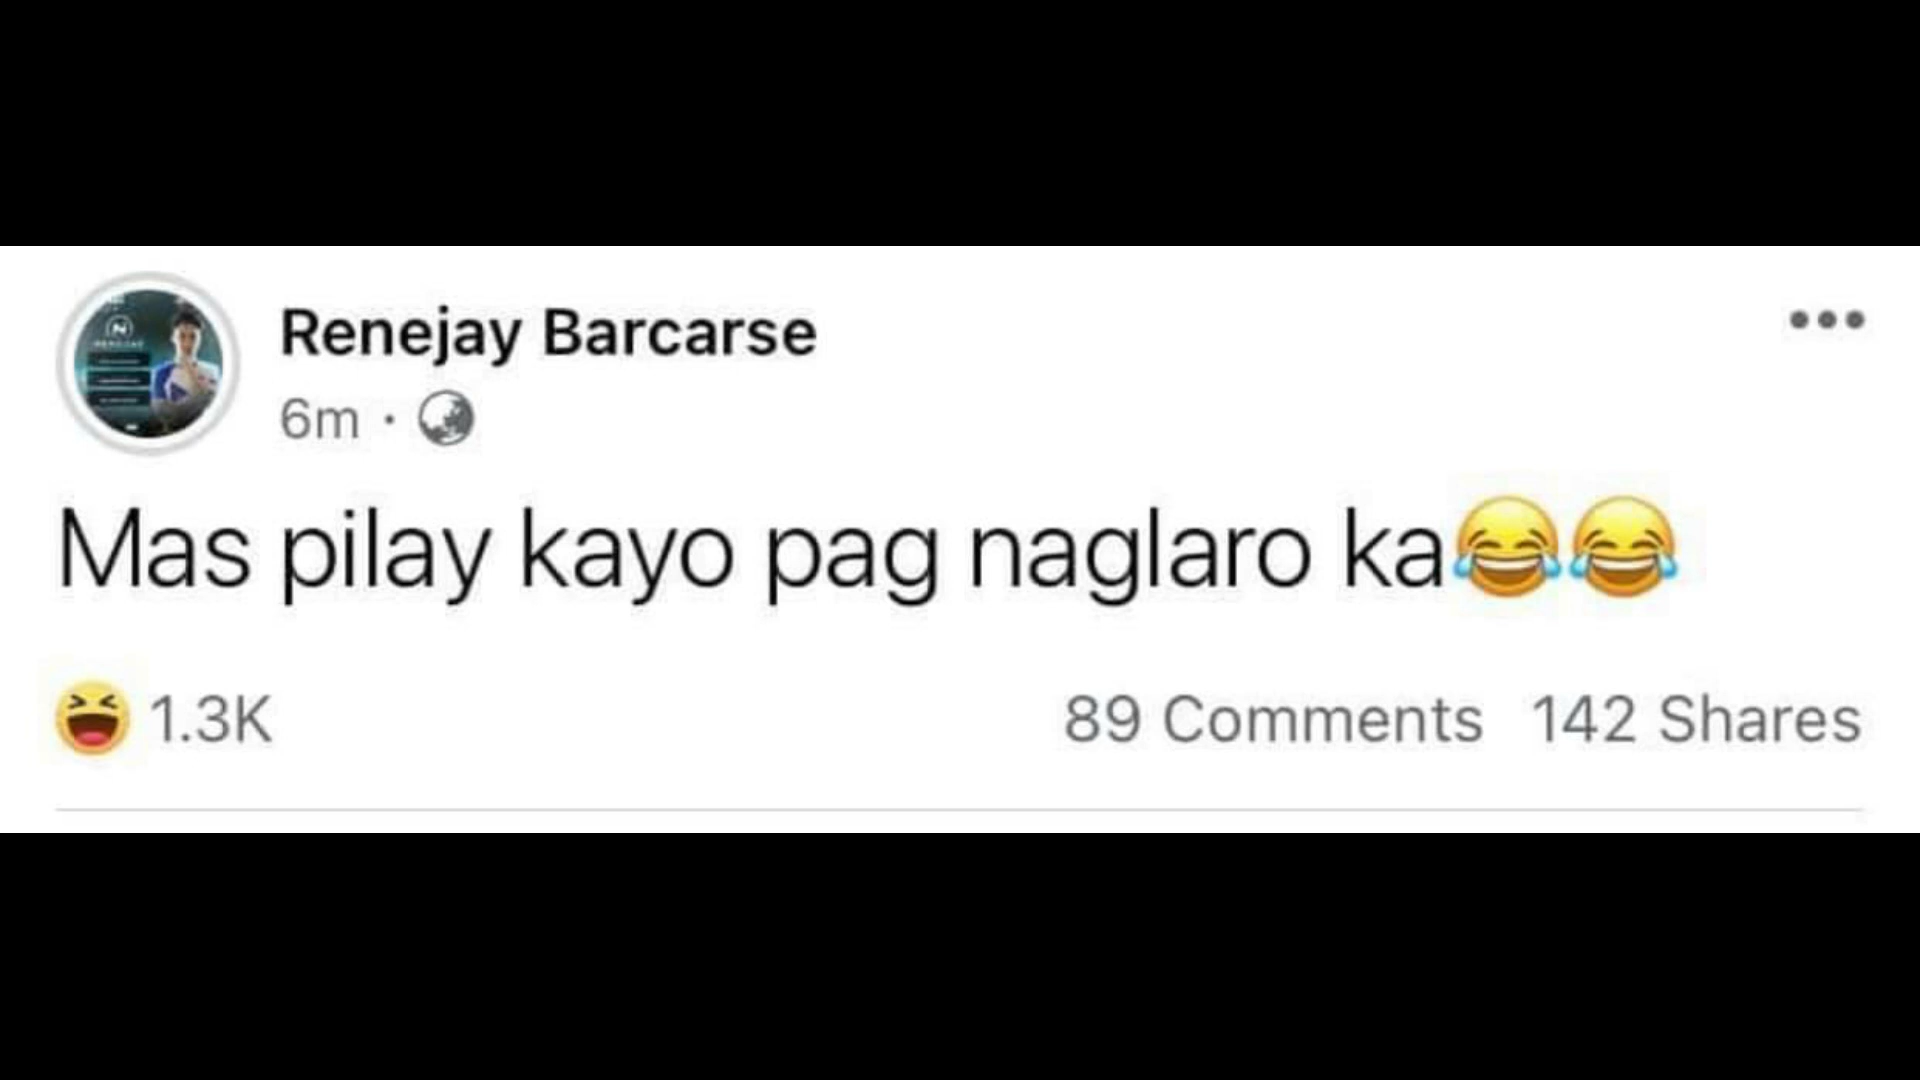 Renejay Barcarse
6m ·
Mas pilay kayo pag naglaro ka😂😂
1.3K
89 Comments 142 Shares